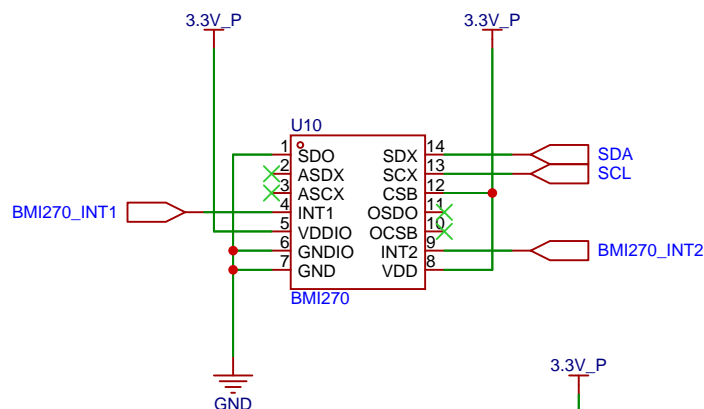 3.3V_P
3.3V_P
U10
1 SDO
SDX 14
SDA
2 ASDX
SCX 13
SCL
3 ASCX
CSB 12
BMI270_INT1
4 INT1
OSDO 11
5 VDDIO
OCSB 10
6 GNDIO
INT2 9
BMI270_INT2
7 GND
VDD 8
BMI270
3.3V_P
GND